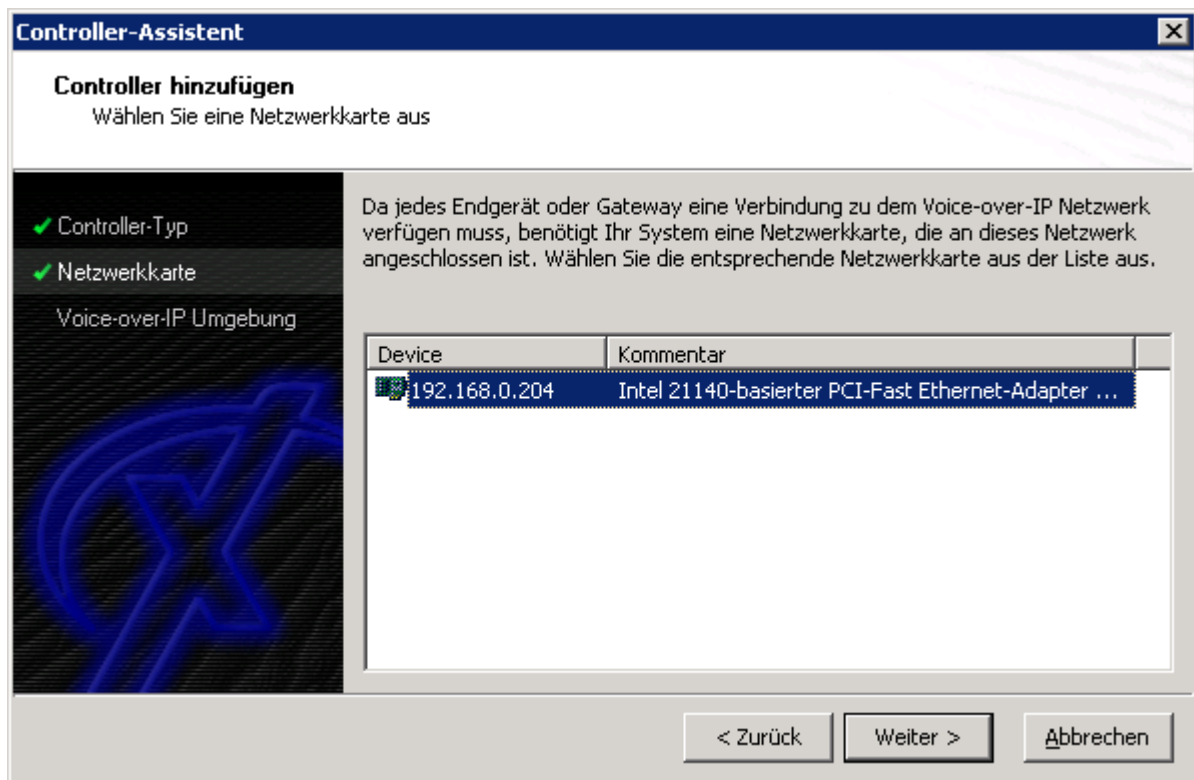 Controller-Assistent
Controller hinzufügen
Wählen Sie eine Netzwerkkarte aus
Controller-Typ
Netzwerkkarte
Voice-over-IP Umgebung
Da jedes Endgerät oder Gateway eine Verbindung zu dem Voice-over-IP Netzwerk
verfügen muss, benötigt Ihr System eine Netzwerkkarte, die an dieses Netzwerk
angeschlossen ist. Wählen Sie die entsprechende Netzwerkkarte aus der Liste aus.
Device Kommentar
192.168.0.204 Intel 21140-basierter PCI-Fast Ethernet-Adapter ...
< Zurück Weiter > Abbrechen